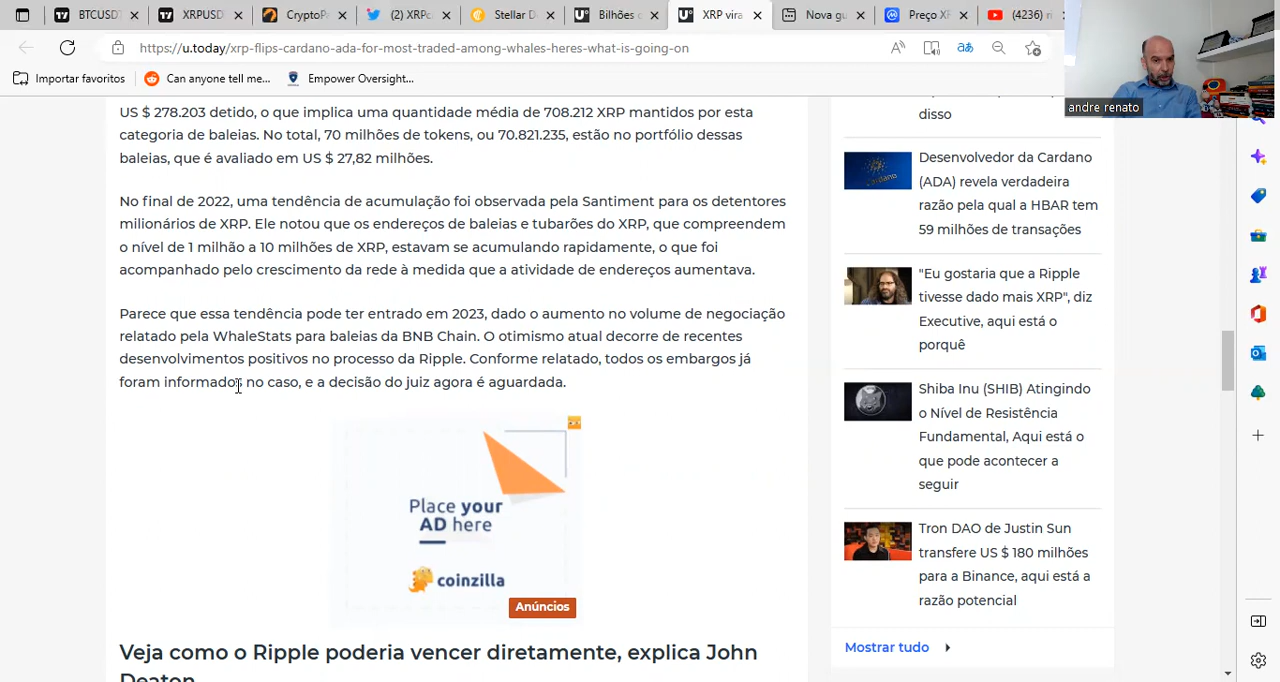 BTCUSDT
XRPUSD
CryptoP
(2) XRPc
Stellar D
Bilhões c
XRP vira
Nova gu
Preço XR
(4236) ri
https://u.today/xrp-flips-cardano-ada-for-most-traded-among-whales-heres-what-is-going-on
aあ
Importar favoritos
Can anyone tell me...
Empower Oversight...
andre renato
US $ 278.203 detido, o que implica uma quantidade média de 708.212 XRP mantidos por esta
categoria de baleias. No total, 70 milhões de tokens, ou 70.821.235, estão no portfólio dessas
baleias, que é avaliado em US $ 27,82 milhões.
No final de 2022, uma tendência de acumulação foi observada pela Santiment para os detentores
milionários de XRP. Ele notou que os endereços de baleias e tubarões do XRP, que compreendem
o nível de 1 milhão a 10 milhões de XRP, estavam se acumulando rapidamente, o que foi
acompanhado pelo crescimento da rede à medida que a atividade de endereços aumentava.
Parece que essa tendência pode ter entrado em 2023, dado o aumento no volume de negociação
relatado pela WhaleStats para baleias da BNB Chain. O otimismo atual decorre de recentes
desenvolvimentos positivos no processo da Ripple. Conforme relatado, todos os embargos já
foram informados no caso, e a decisão do juiz agora é aguardada.
Place your
AD here
coinzilla
Anúncios
Veja como o Ripple poderia vencer diretamente, explica John
Deaton
disso
Desenvolvedor da Cardano
(ADA) revela verdadeira
razão pela qual a HBAR tem
59 milhões de transações
"Eu gostaria que a Ripple
tivesse dado mais XRP", diz
Executive, aqui está o
porquê
Shiba Inu (SHIB) Atingindo
o Nível de Resistência
Fundamental, Aqui está o
que pode acontecer a
seguir
Tron DAO de Justin Sun
transfere US $ 180 milhões
para a Binance, aqui está a
razão potencial
Mostrar tudo